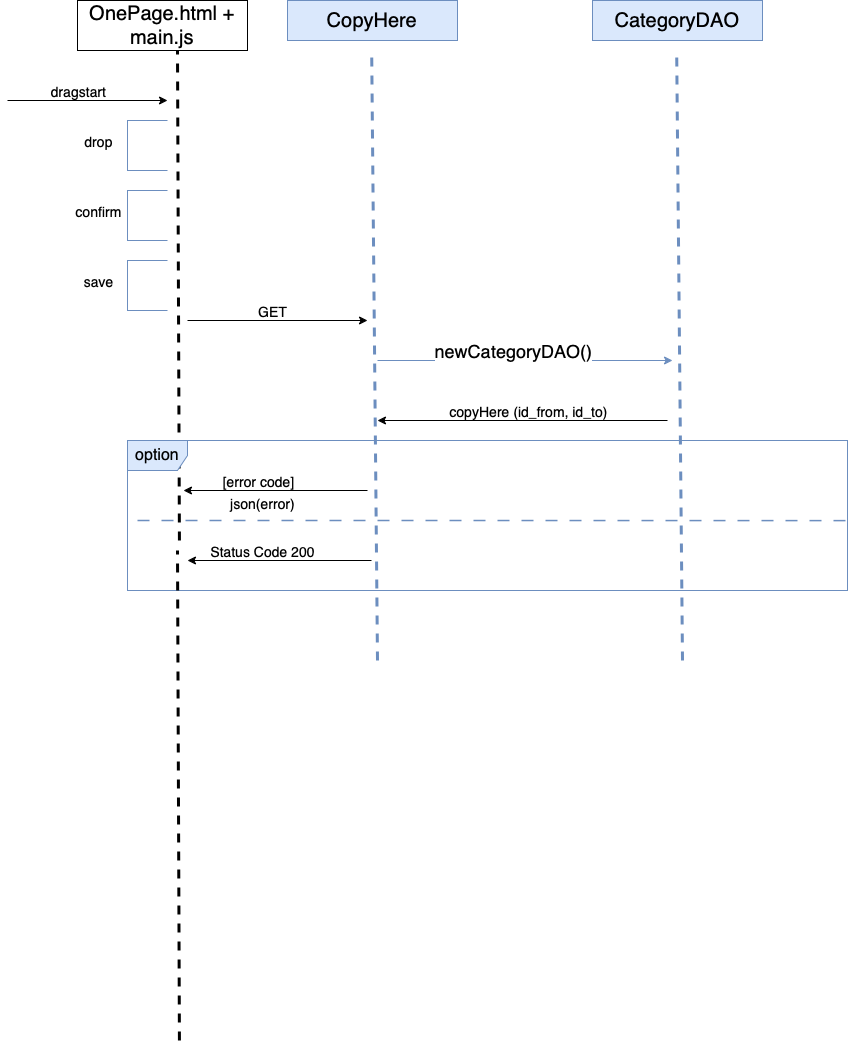 OnePage.html +
main.js
CopyHere
CategoryDAO
dragstart
drop
confirm
save
GET
newCategoryDAO()
copyHere (id_from, id_to)
option
[error code]
json(error)
Status Code 200